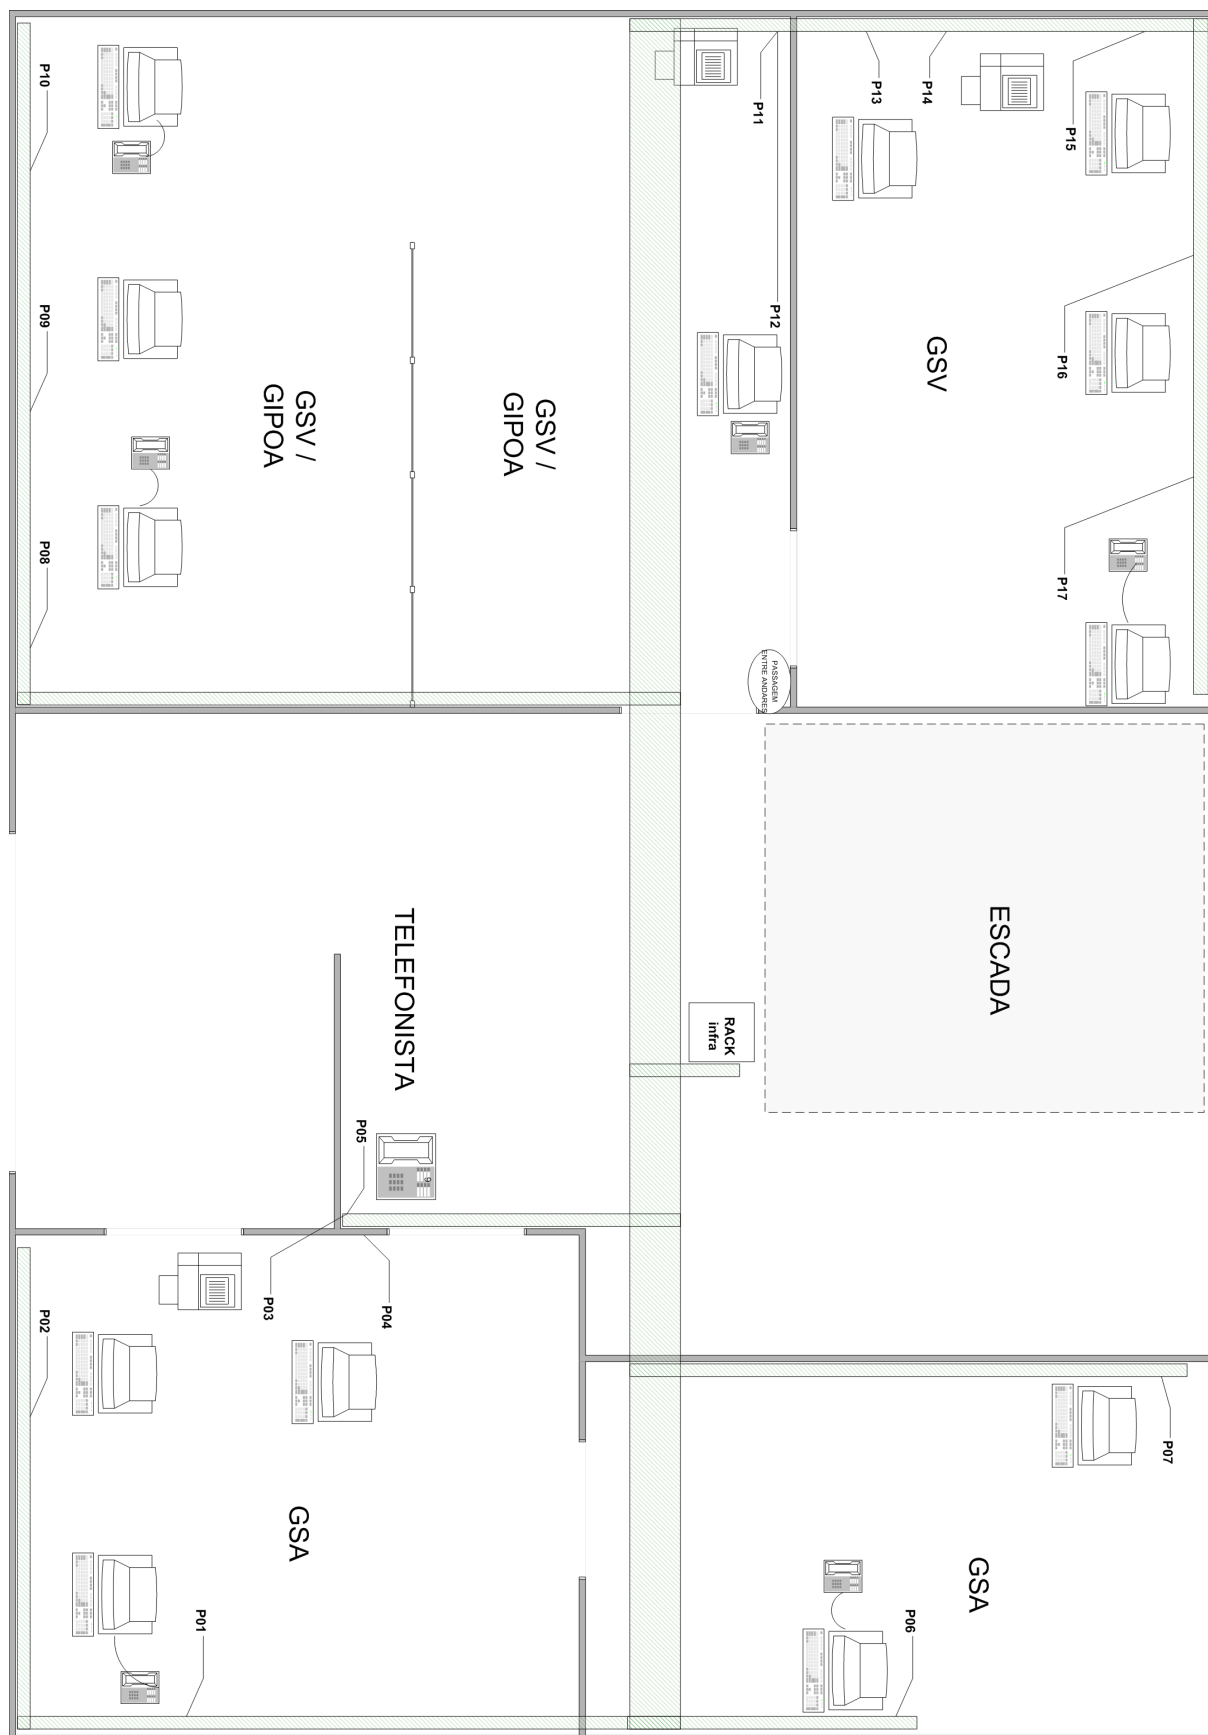 P10
P09
P08
GSV /
GIPOA
GSV /
GIPOA
P11
P12
P13
P14
P15
P16
P17
GSV
PASSAGEM
ENTRE ANDARES
ESCADA
TELEFONISTA
RACK
infra
P05
P03
P04
P02
P01
GSA
P07
P06
GSA